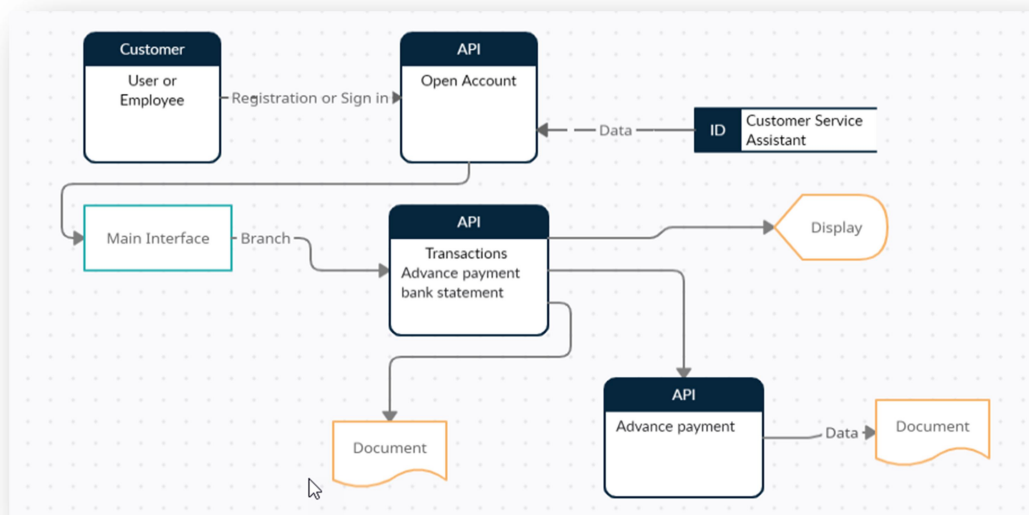 Customer
User or
Employee
Registration or Sign in
API
Open Account
Data
ID
Customer Service
Assistant
Main Interface
Branch
API
Transactions
Advance payment
bank statement
Display
Document
API
Advance payment
Data
Document